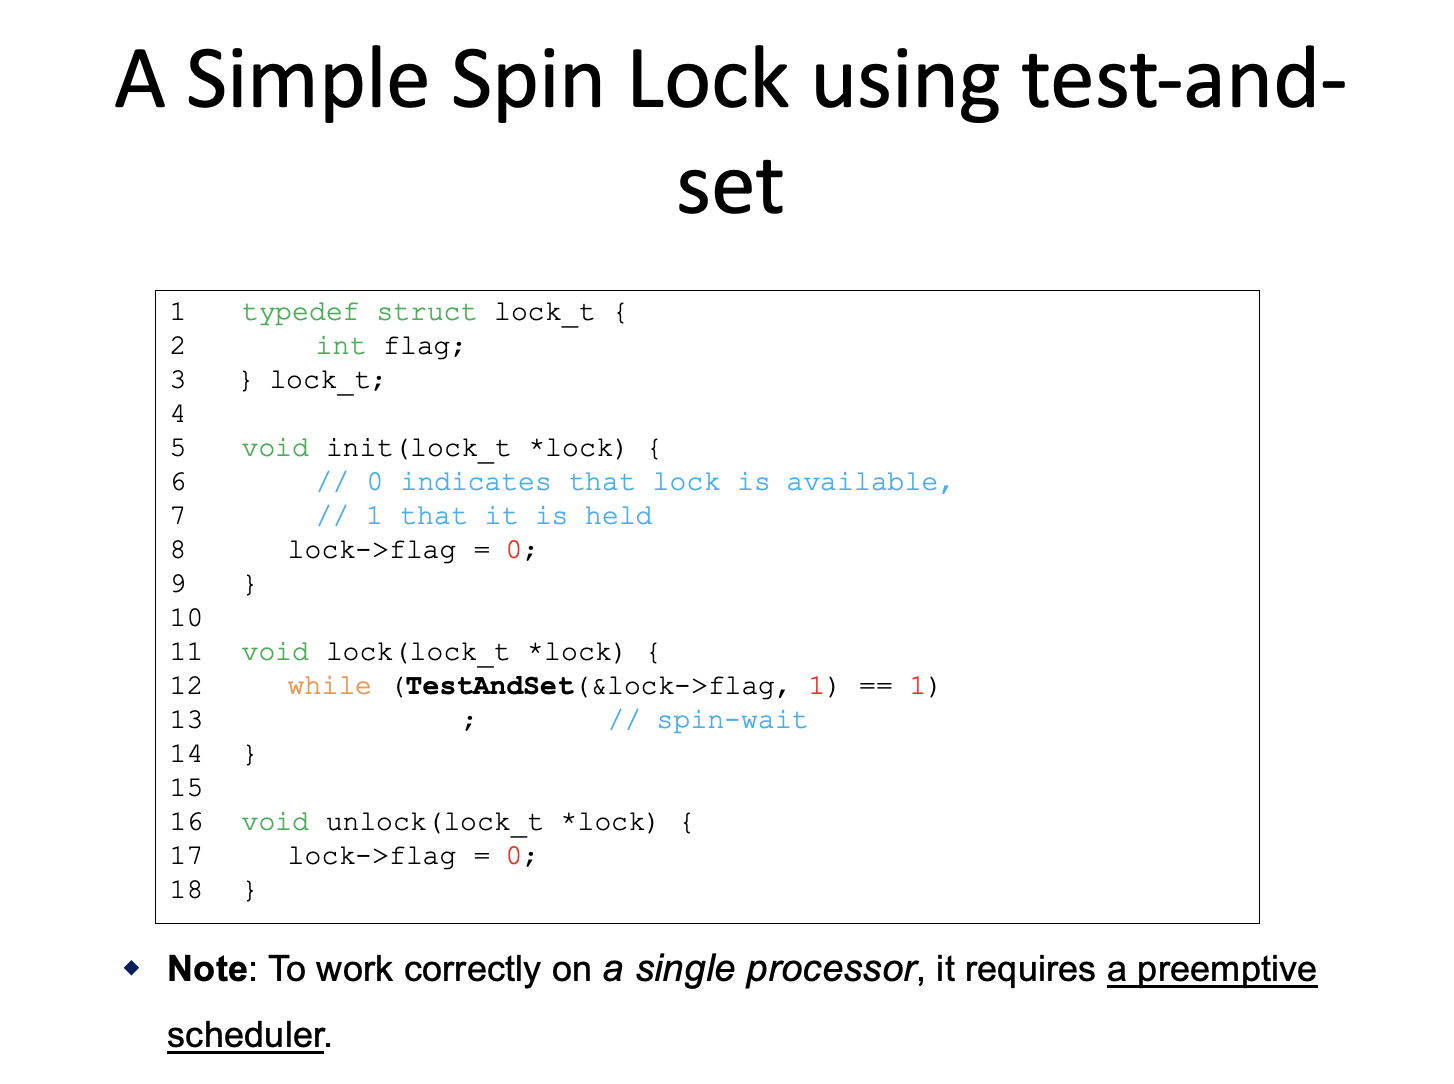 A Simple Spin Lock using test-and-
set
1 typedef struct lock_t {
2 int flag;
3 } lock_t;
4
5 void init(lock_t *lock) {
6 // 0 indicates that lock is available,
7 // 1 that it is held
8 lock->flag = 0;
9 }
10
11 void lock(lock_t *lock) {
12 while (TestAndSet(&lock->flag, 1) == 1)
13 ; // spin-wait
14 }
15
16 void unlock(lock_t *lock) {
17 lock->flag = 0;
18 }
◆ Note: To work correctly on a single processor, it requires a preemptive
scheduler.